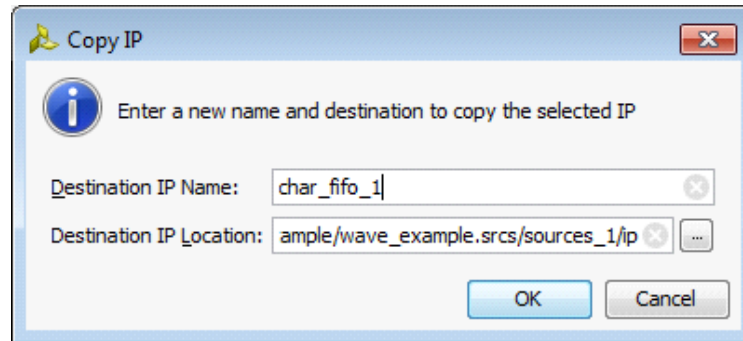 Copy IP
Enter a new name and destination to copy the selected IP
Destination IP Name: char_fifo_1
Destination IP Location: ample/wave_example.srcs/sources_1/ip ...
OK Cancel